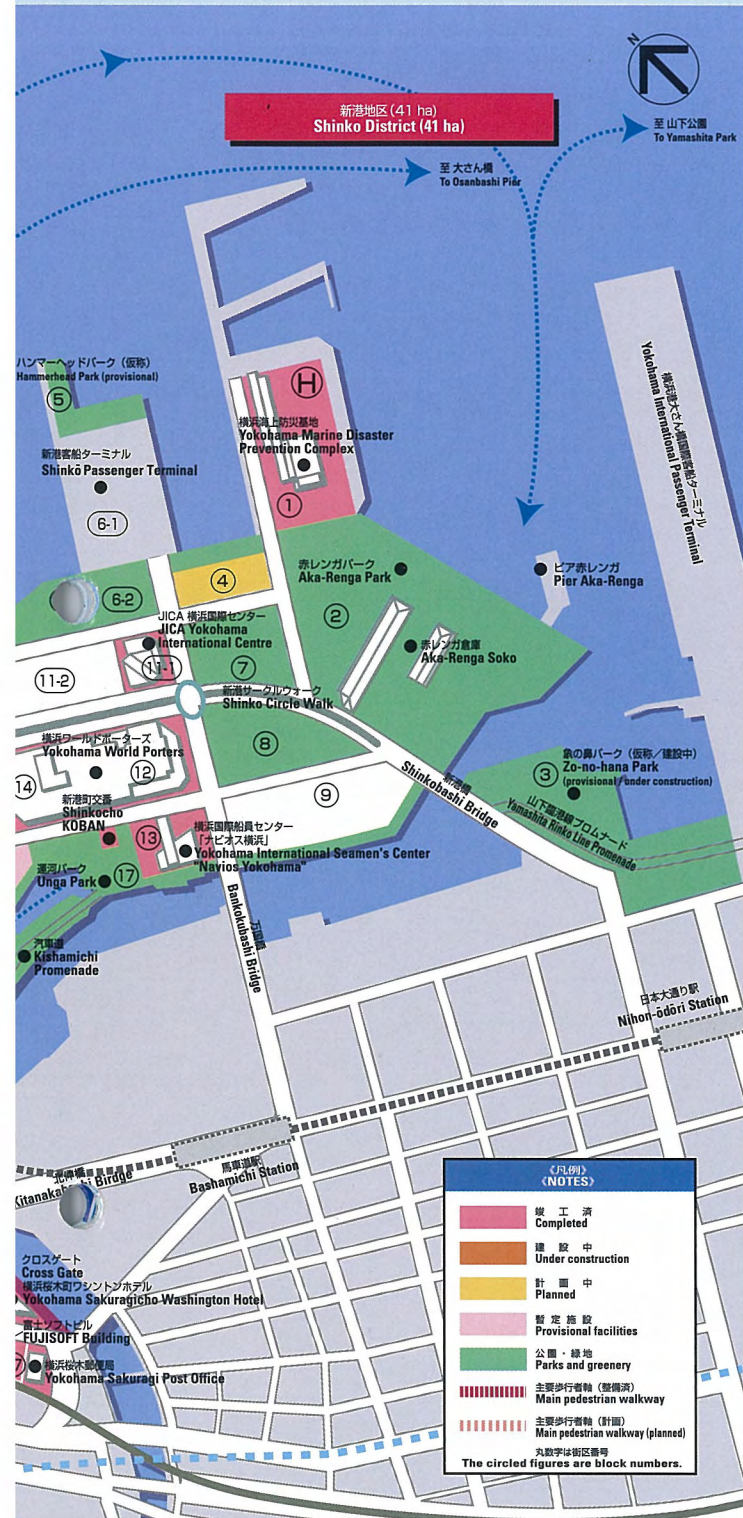 N
新港地区(41 ha)
Shinko District (41 ha)
至 山下公園
To Yamashita Park
至 大さん橋
To Osanbashi Pier
横浜港大さん橋国際客船ターミナル
Yokohama International Passenger Terminal
ハンマーヘッドパーク(仮称)
Hammerhead Park (provisional)
5
H
横浜海上防災基地
Yokohama Marine Disaster
Prevention Complex
1
新港客船ターミナル
Shinkō Passenger Terminal
6-1
赤レンガパーク
Aka-Renga Park
ピア赤レンガ
Pier Aka-Renga
4
6-2
2
JICA 横浜国際センター
JICA Yokohama
International Centre
11-1
11-2
7
赤レンガ倉庫
Aka-Renga Soko
新港サークルウォーク
Shinko Circle Walk
横浜ワールドポーターズ
Yokohama World Porters
12
14
8
9
新港橋
Shinkobashi Bridge
象の鼻パーク(仮称/建設中)
Zo-no-hana Park
(provisional / under construction)
3
山下臨港線プロムナード
Yamashita Rinko Line Promenade
新港町交番
Shinkocho
KOBAN
13
横浜国際船員センター
「ナビオス横浜」
Yokohama International Seamen's Center
"Navios Yokohama"
運河パーク
Unga Park
17
汽車道
Kishamichi
Promenade
万国橋
Bankokubashi Bridge
日本大通り駅
Nihon-ōdōri Station
馬車道駅
Bashamichi Station
Birdge
クロスゲート
Cross Gate
横浜桜木町ワシントンホテル
Yokohama Sakuragicho Washington Hotel
富士ソフトビル
FUJISOFT Building
横浜桜木郵便局
Yokohama Sakuragi Post Office
《凡例》
《NOTES》
竣工済
Completed
建設中
Under construction
計画中
Planned
暫定施設
Provisional facilities
公園・緑地
Parks and greenery
主要歩行者軸(整備済)
Main pedestrian walkway
主要歩行者軸(計画)
Main pedestrian walkway (planned)
丸数字は街区番号
The circled figures are block numbers.